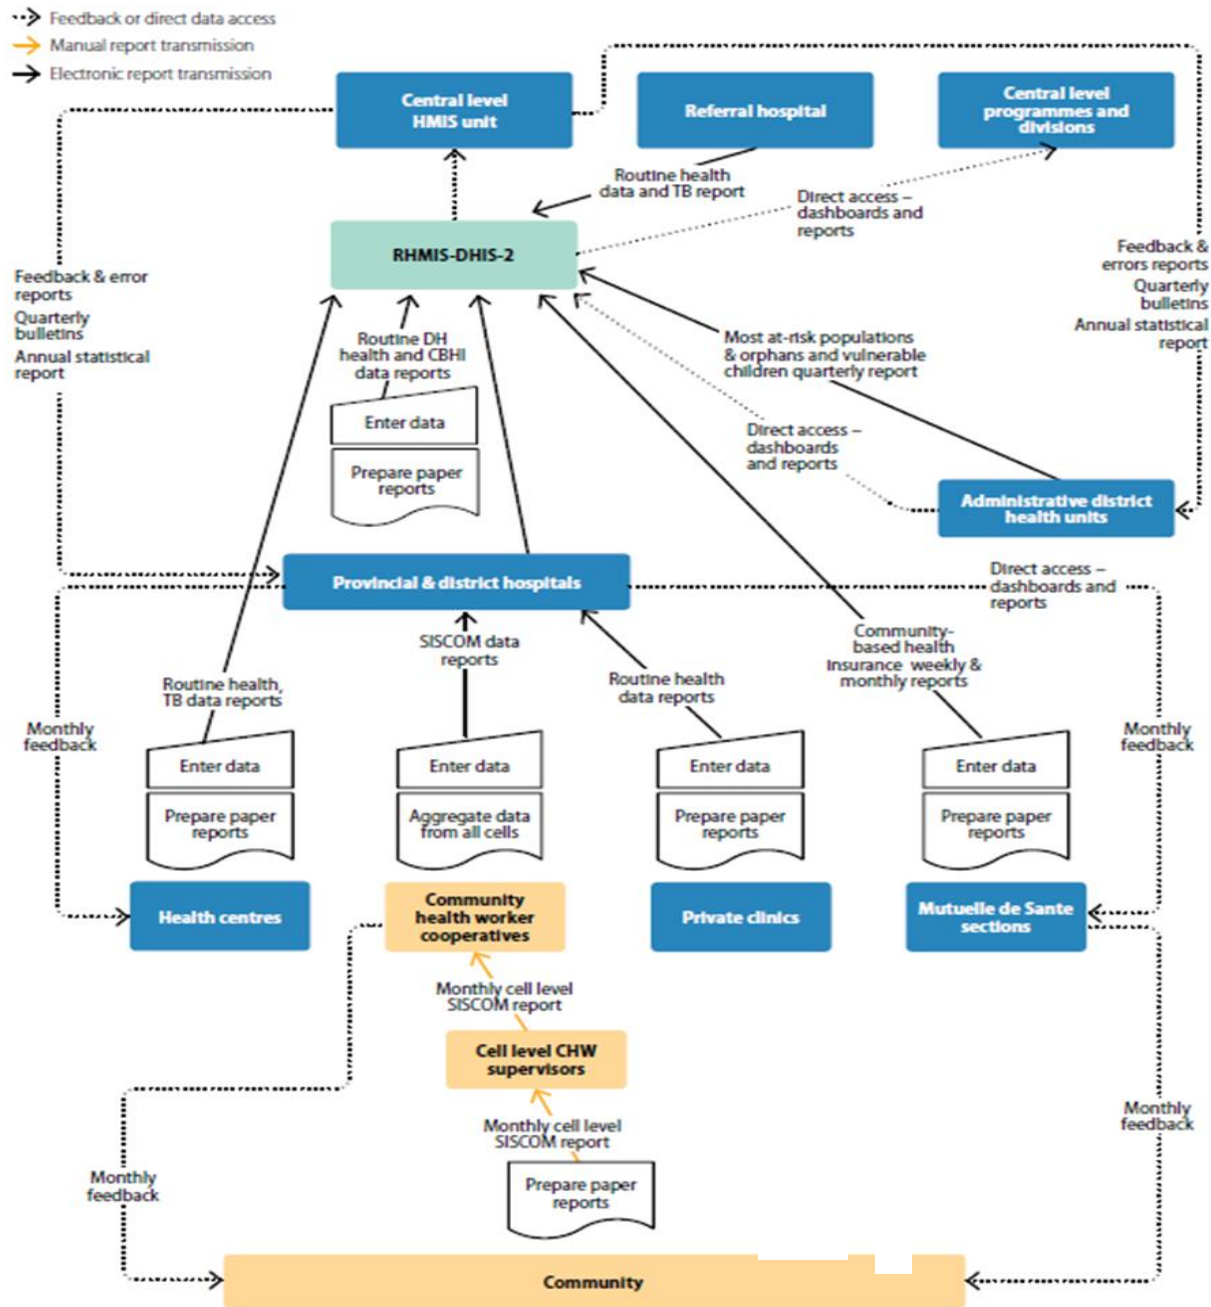 Feedback or direct data access
Manual report transmission
Electronic report transmission
Central level
HMIS unit
Referral hospital
Central level
programmes and
divisions
Routine health
data and TB report
Direct access –
dashboards and
reports
RHMIS-DHIS-2
Feedback & error
reports
Quarterly
bulletins
Annual statistical
report
Feedback &
errors reports
Quarterly
bulletins
Annual statistical
report
Routine DH
health and CBHI
data reports
Most at-risk populations
& orphans and vulnerable
children quarterly report
Enter data
Prepare paper
reports
Direct access –
dashboards
and reports
Administrative district
health units
Provincial & district hospitals
Direct access –
dashboards and
reports
SISCOM data
reports
Community-
based health
insurance weekly &
monthly reports
Routine health,
TB data reports
Routine health
data reports
Monthly
feedback
Monthly
feedback
Enter data
Enter data
Enter data
Enter data
Prepare paper
reports
Aggregate data
from all cells
Prepare paper
reports
Prepare paper
reports
Health centres
Community
health worker
cooperatives
Private clinics
Mutuelle de Sante
sections
Monthly cell level
SISCOM report
Cell level CHW
supervisors
Monthly cell level
SISCOM report
Monthly
feedback
Monthly
feedback
Prepare paper
reports
Community